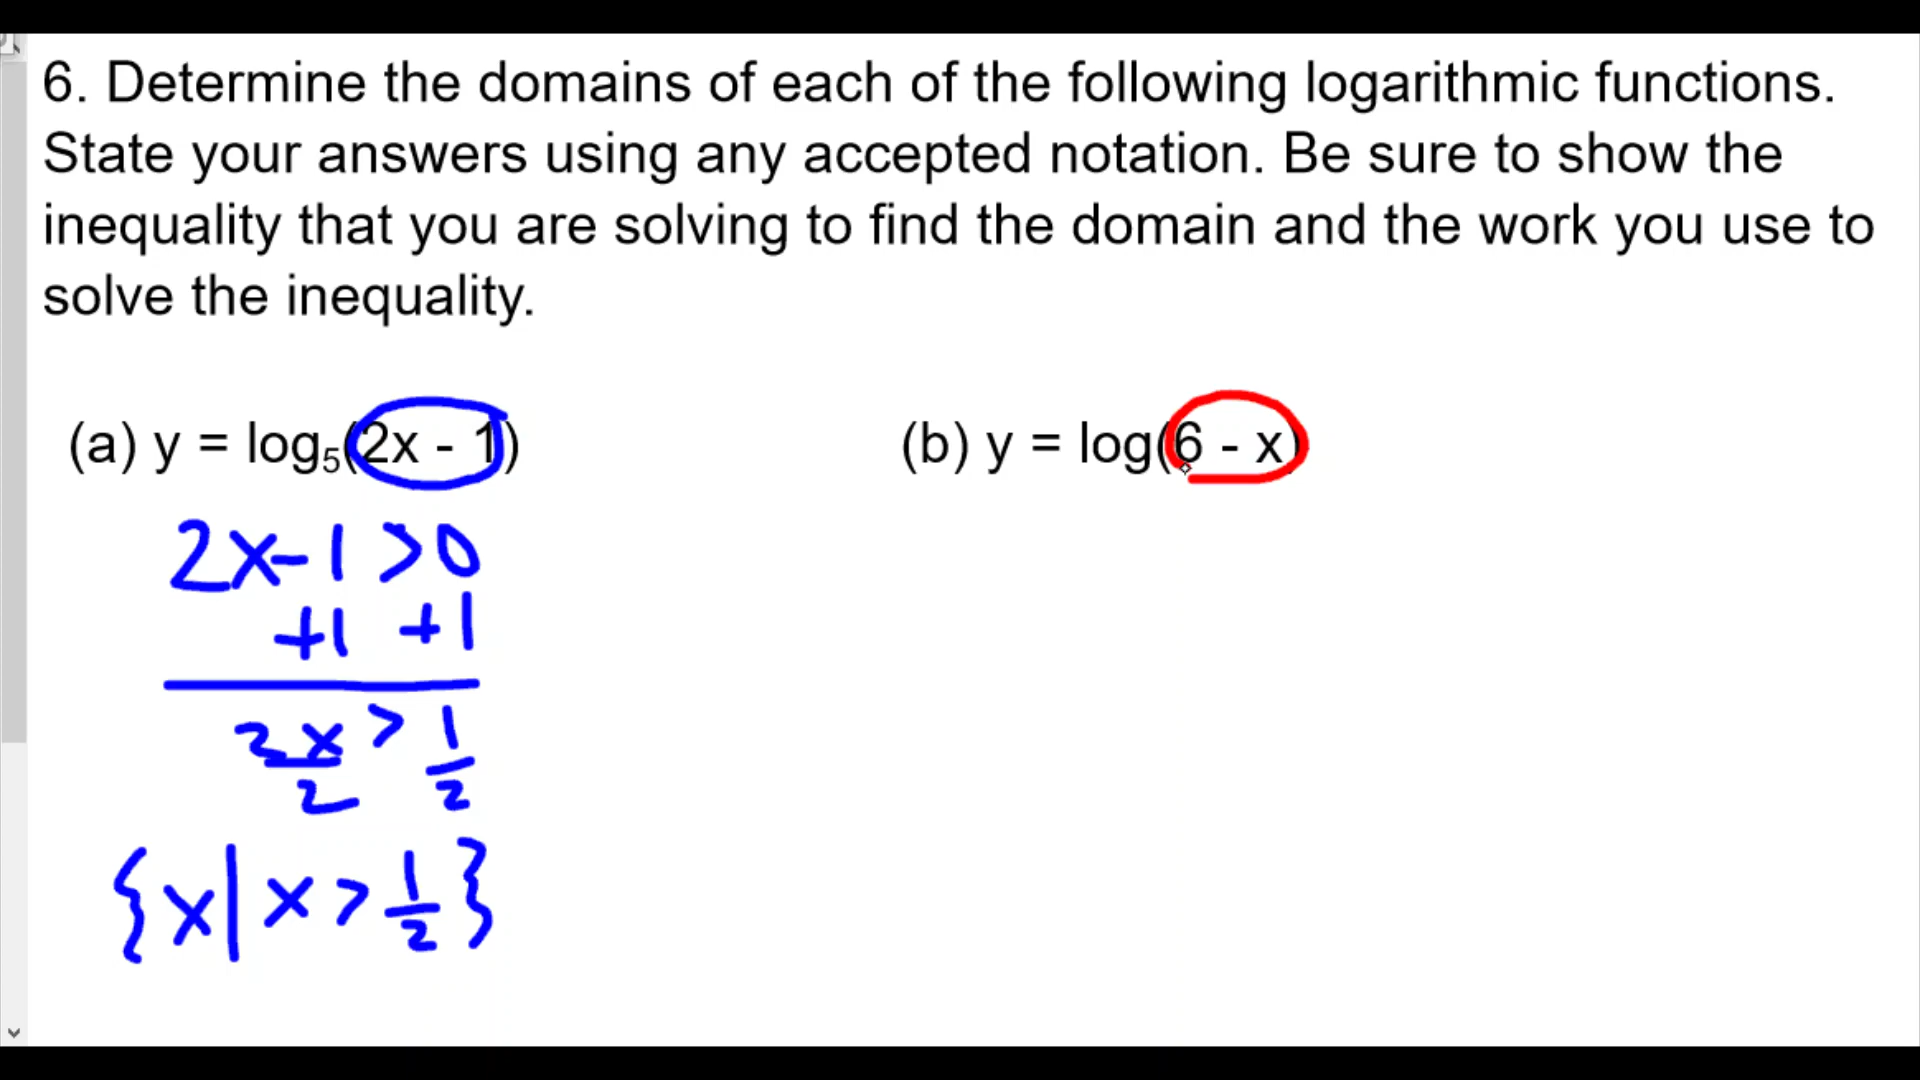 6. Determine the domains of each of the following logarithmic functions.
State your answers using any accepted notation. Be sure to show the
inequality that you are solving to find the domain and the work you use to
solve the inequality.
(a) y = log₅(2x - 1)
(b) y = log(6 - x)
2x-1>0
+1 +1
2x/2 > 1/2
{x|x>1/2}